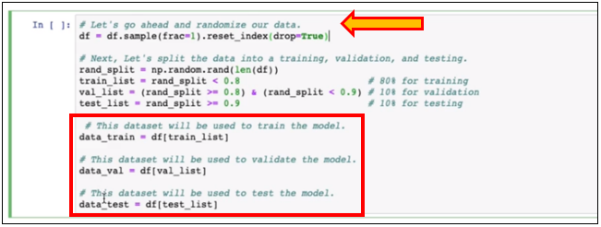 In [ ]:
# Let's go ahead and randomize our data.
df = df.sample(frac=1).reset_index(drop=True)
# Next, Let's split the data into a training, validation, and testing.
rand_split = np.random.rand(len(df))
train_list = rand_split < 0.8 # 80% for training
val_list = (rand_split >= 0.8) & (rand_split < 0.9) # 10% for validation
test_list = rand_split >= 0.9 # 10% for testing
# This dataset will be used to train the model.
data_train = df[train_list]
# This dataset will be used to validate the model.
data_val = df[val_list]
# This dataset will be used to test the model.
data_test = df[test_list]